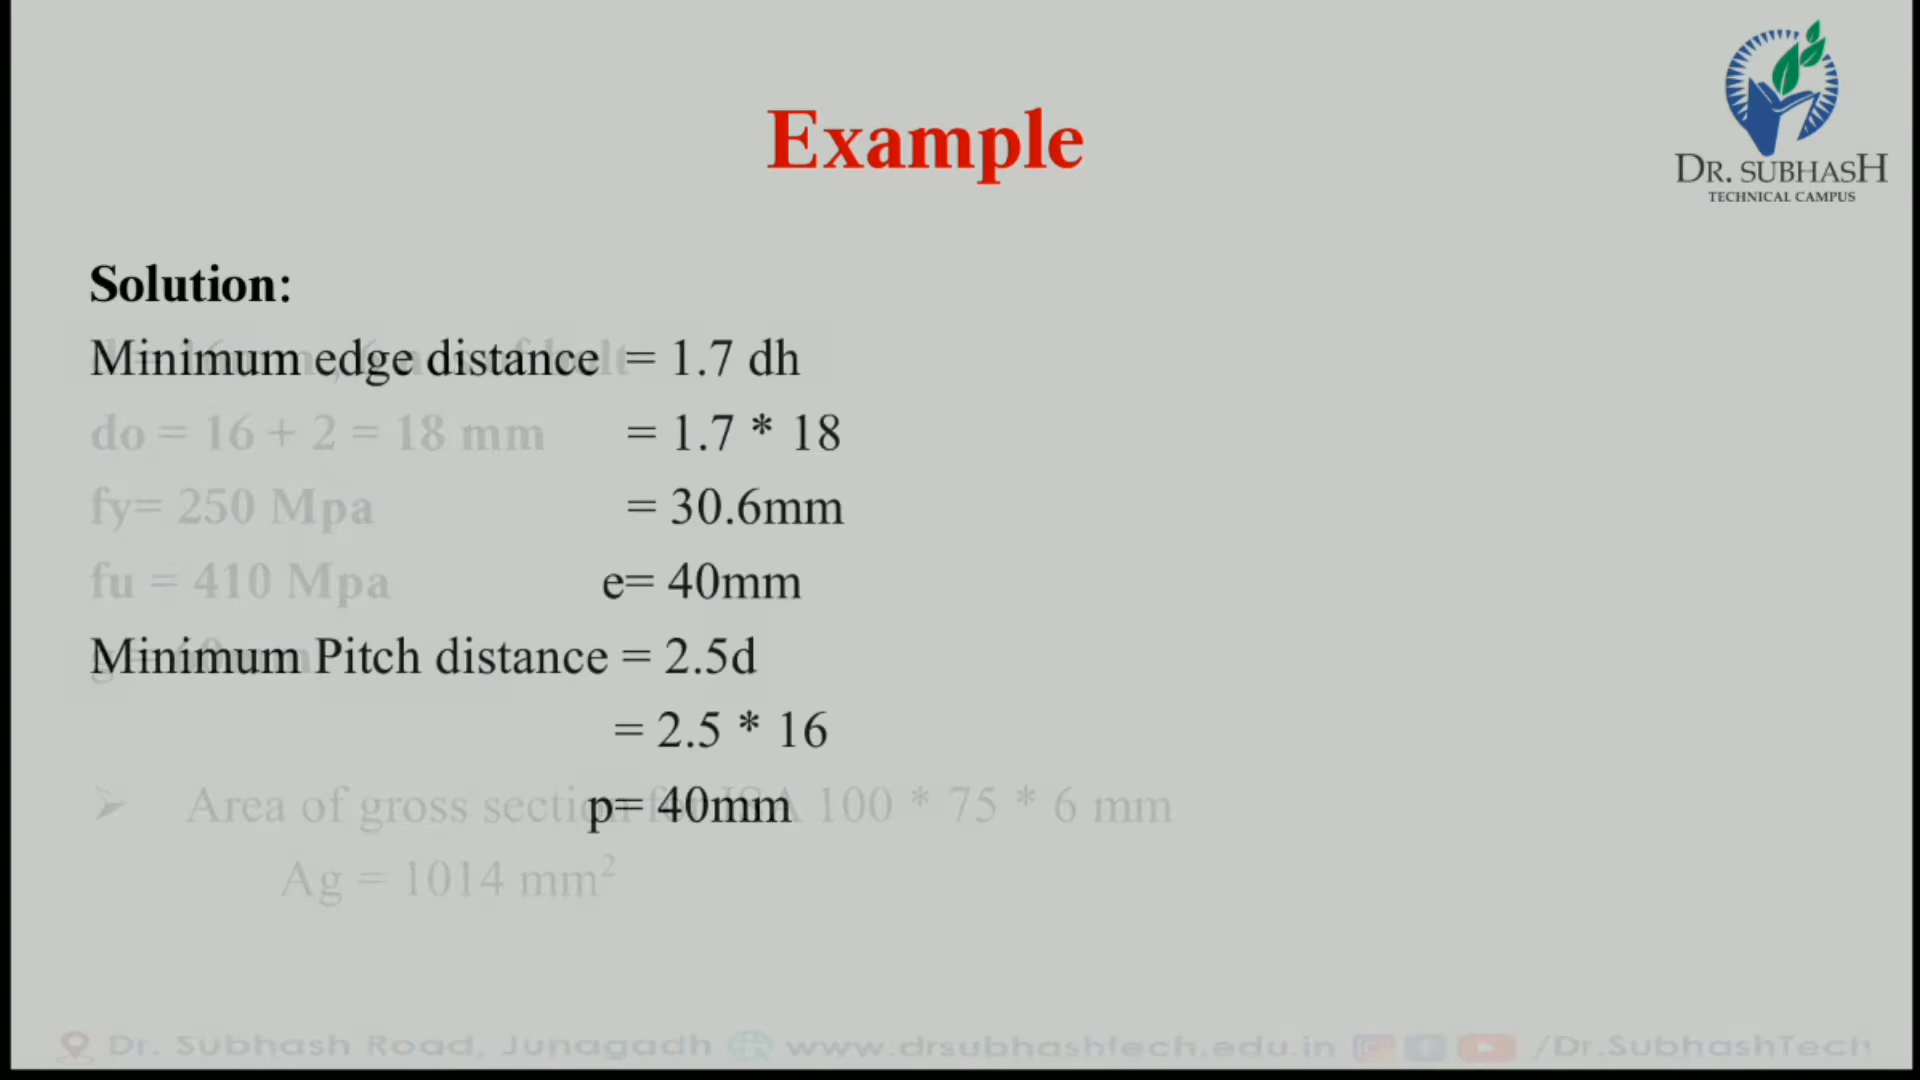 Example
DR. SUBHASH
TECHNICAL CAMPUS
Solution:
Minimum edge distance = 1.7 dh
do = 16 + 2 = 18 mm
= 1.7 * 18
fy= 250 Mpa
= 30.6mm
fu = 410 Mpa
e= 40mm
Minimum Pitch distance = 2.5d
= 2.5 * 16
p= 40mm
Area of gross section for ISA 100 * 75 * 6 mm
Ag = 1014 mm²
Dr. Subhash Road, Junagadh www.drsubhashtech.edu.in /Dr.SubhashTech